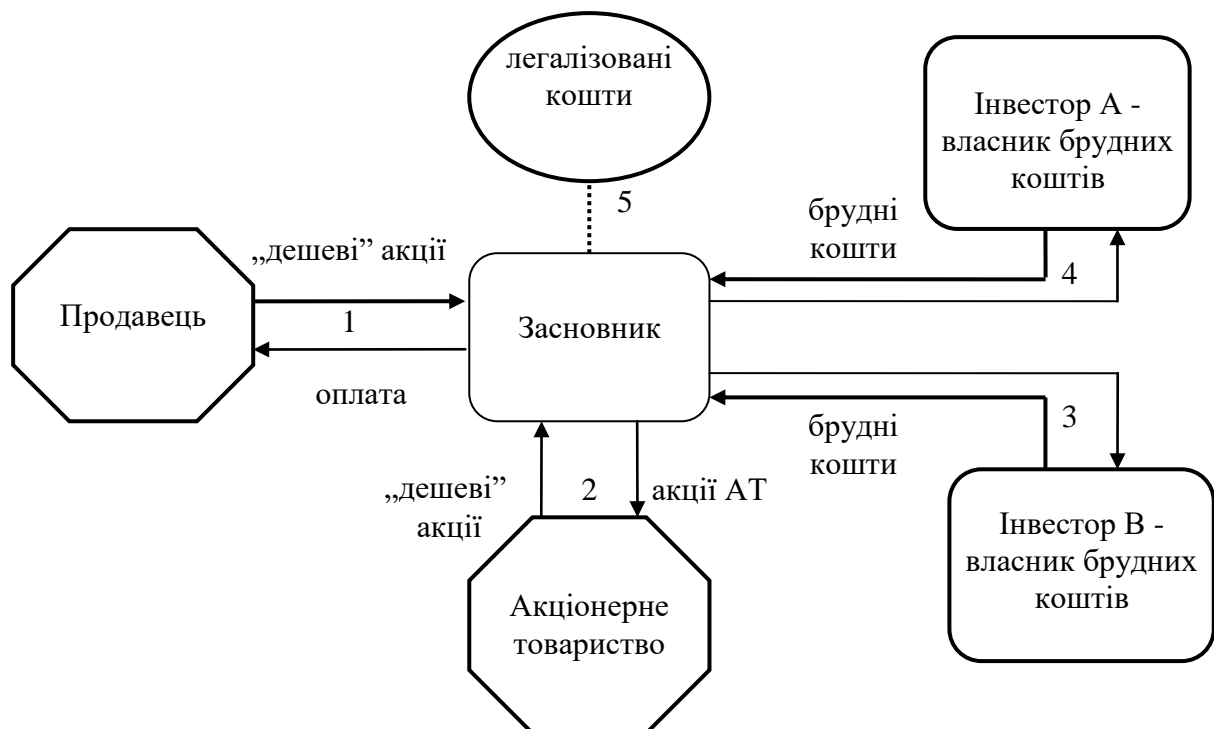 легалізовані
кошти
5
Інвестор А -
власник брудних
коштів
брудні
кошти
4
„дешеві” акції
Продавець
1
оплата
Засновник
брудні
кошти
3
„дешеві”
акції
2
акції АТ
Інвестор В -
власник брудних
коштів
Акціонерне
товариство